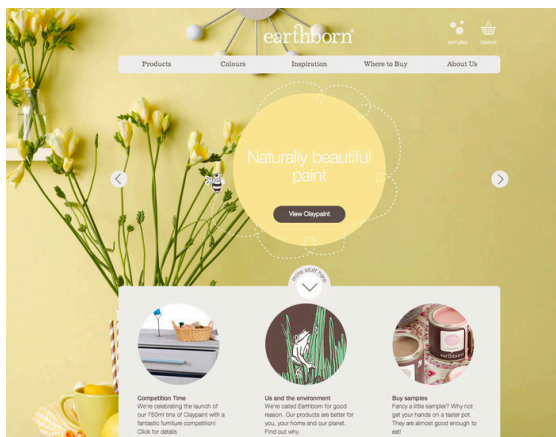 earthborn®
samples
basket
Products
Colours
Inspiration
Where to Buy
About Us
Naturally beautiful
paint
View Claypaint
more stuff here
Competition Time
We're celebrating the launch of
our 750ml tins of Claypaint with a
fantastic furniture competition!
Click for details
Us and the environment
We're called Earthborn for good
reason. Our products are better for
you, your home and our planet.
Find out why.
earthborn
Buy samples
Fancy a little sampler? Why not
get your hands on a taster pot.
They are almost good enough to
eat!